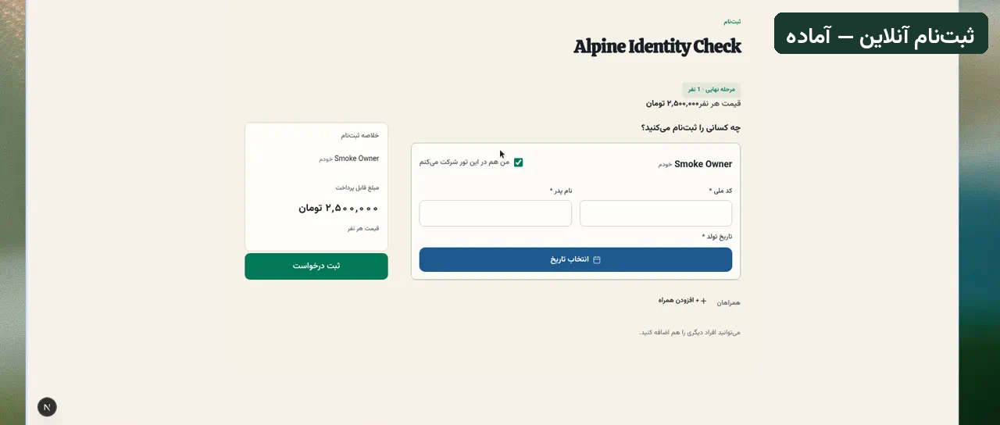 ثبت‌نام آنلاین — آماده
ثبت‌نام
Alpine Identity Check
مرحله نهایی · 1 نفر
قیمت هر نفر۲,۵۰۰,۰۰۰ تومان
چه کسانی را ثبت‌نام می‌کنید؟
Smoke Owner خودم
من هم در این تور شرکت می‌کنم
کد ملی *
نام پدر *
تاریخ تولد *
انتخاب تاریخ
همراهان
+ + افزودن همراه
می‌توانید افراد دیگری را هم اضافه کنید.
خلاصه ثبت‌نام
Smoke Owner خودم
مبلغ قابل پرداخت
۲,۵۰۰,۰۰۰ تومان
قیمت هر نفر
ثبت درخواست
N